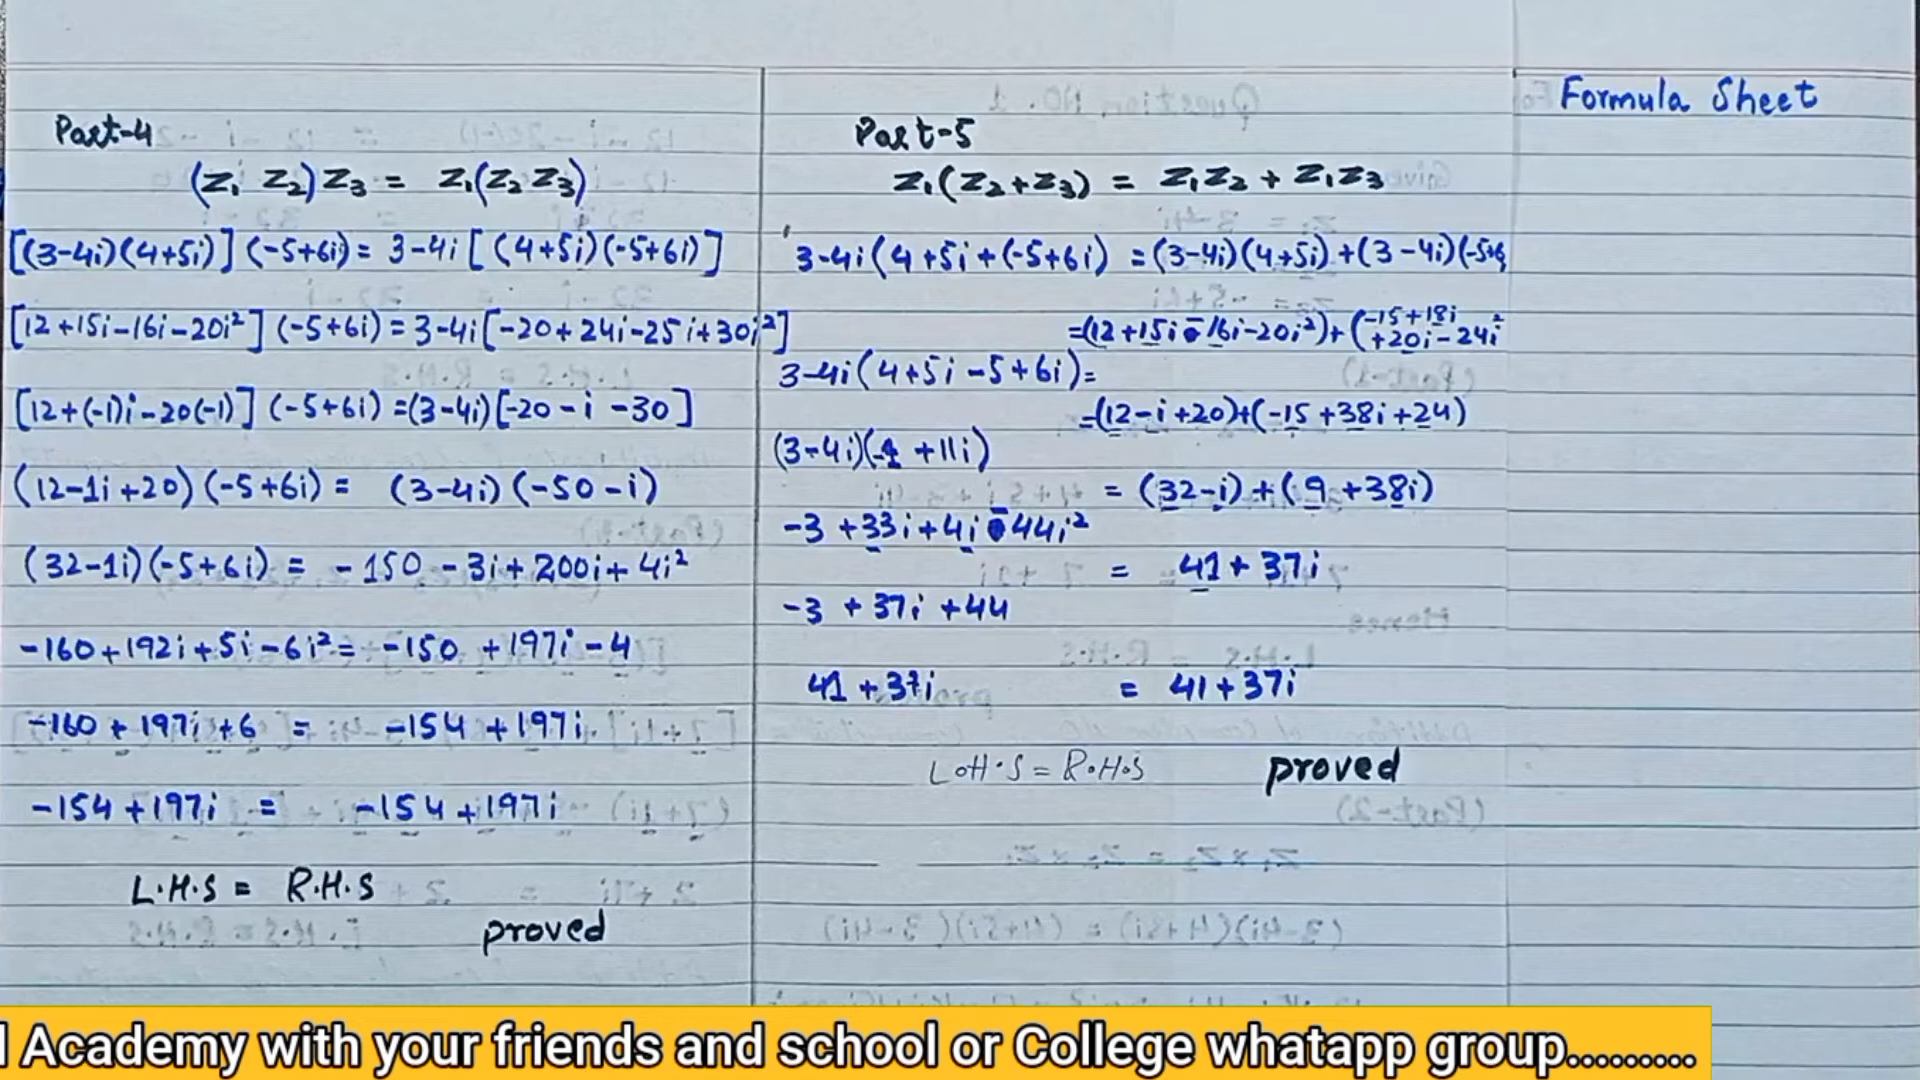 Part-4
(Z₁ Z₂) Z₃ = Z₁(Z₂ Z₃)
[(3-4i)(4+5i)] (-5+6i) = 3-4i [ (4+5i)(-5+6i) ]
[12+15i-16i-20i²] (-5+6i) = 3-4i[-20+24i-25i+30i²]
[12+(-1)i-20(-1)] (-5+6i) =(3-4i)[-20-i-30]
(12-1i+20) (-5+6i) = (3-4i) (-50-i)
(32-1i)(-5+6i) = -150-3i+200i+4i²
-160+192i+5i-6i² = -150+197i-4
-160+197i+6 = -154+197i
-154+197i = -154+197i
L.H.S = R.H.S
proved
Part-5
Z₁(Z₂+Z₃) = Z₁Z₂ + Z₁Z₃
3-4i(4+5i+(-5+6i) =(3-4i)(4+5i)+(3-4i)(-5+6
=(12+15i-16i-20i²)+(-15+18i
+20i-24i²
3-4i(4+5i-5+6i)=
=(12-i+20)+(-15+38i+24)
(3-4i)(-1+11i)
= (32-i)+(9+38i)
-3+33i+4i-44i²
= 41+37i
-3+37i+44
41+37i = 41+37i
L.H.S = R.H.S proved
Formula Sheet
Academy with your friends and school or College whatapp group.........